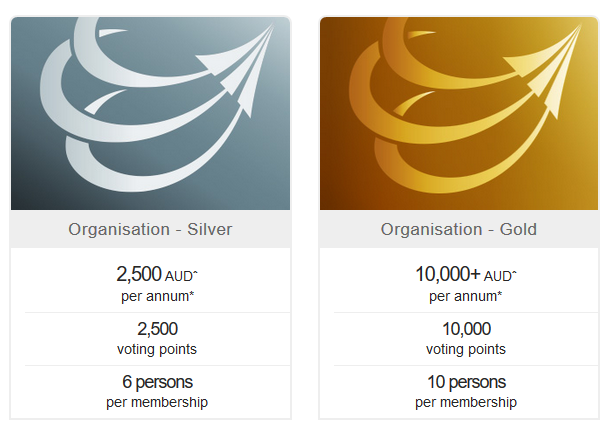 Organisation - Silver
2,500 AUD^
per annum*
2,500
voting points
6 persons
per membership
Organisation - Gold
10,000+ AUD^
per annum*
10,000
voting points
10 persons
per membership